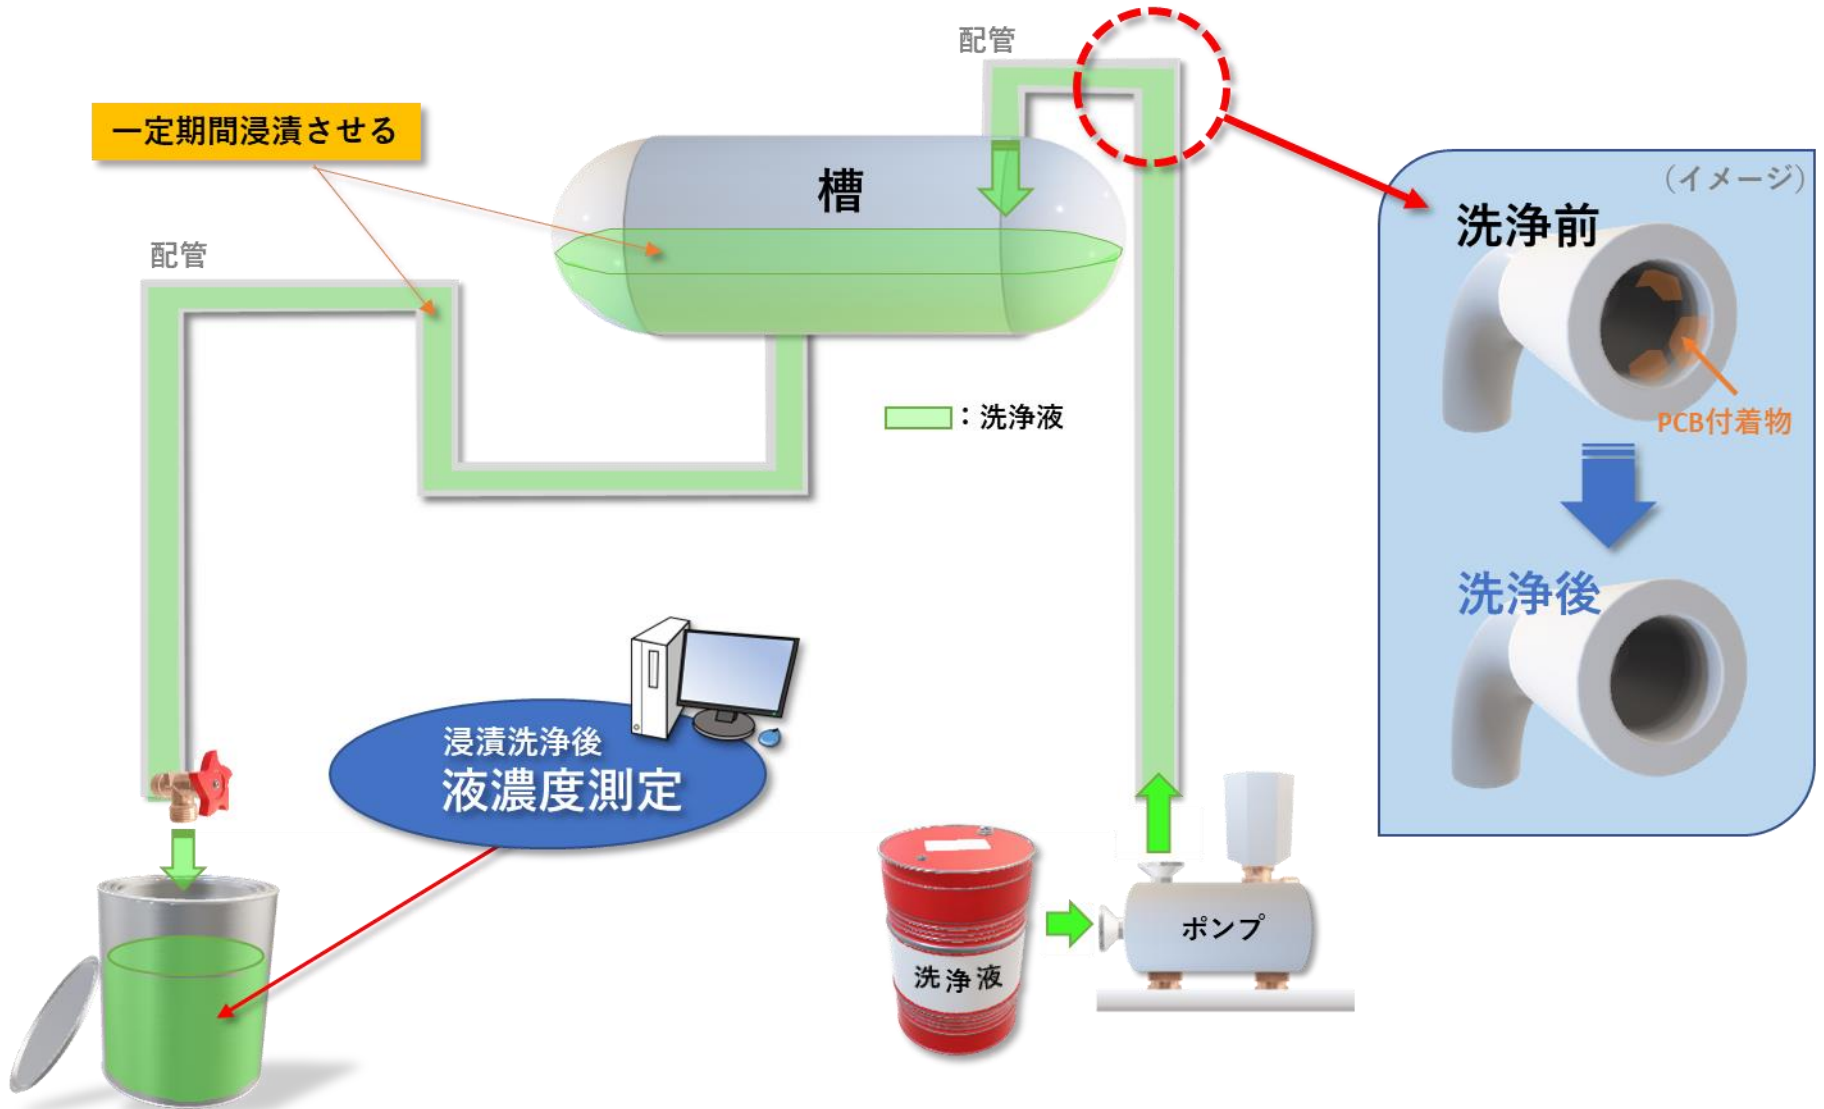 配管
一定期間浸漬させる
槽
配管
：洗浄液
(イメージ)
洗浄前
PCB付着物
洗浄後
浸漬洗浄後
液濃度測定
ポンプ
洗浄液